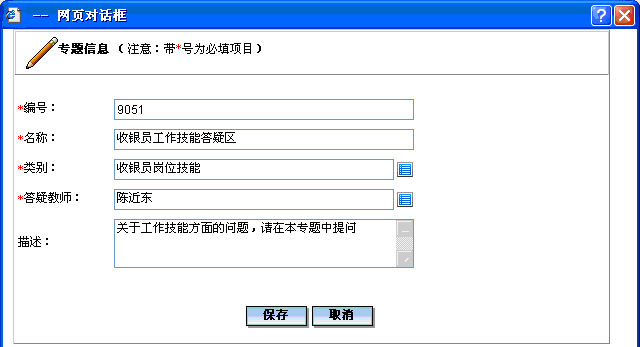 -- 网页对话框
专题信息 （注意：带*号为必填项目）
*编号： 9051
*名称： 收银员工作技能答疑区
*类别： 收银员岗位技能
*答疑教师： 陈近东
描述： 关于工作技能方面的问题，请在本专题中提问
保存 取消